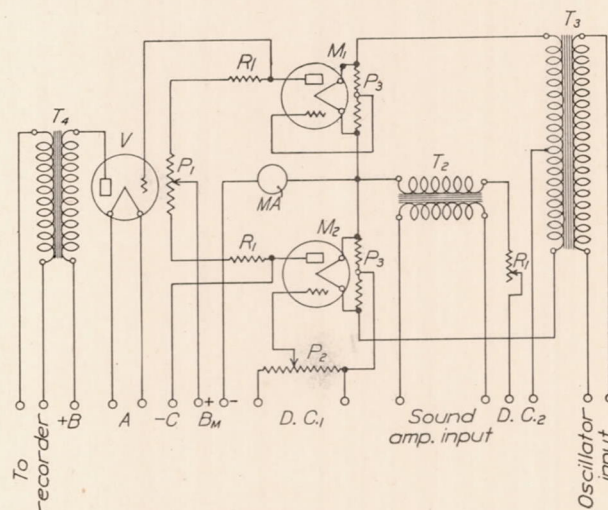 T3
T4
V
R1
M1
P3
P1
MA
T2
M2
R1
P3
R1
P2
To recorder
+B
A
-C
BM
+
-
D. C.1
Sound
amp. input
D. C.2
Oscillator
input